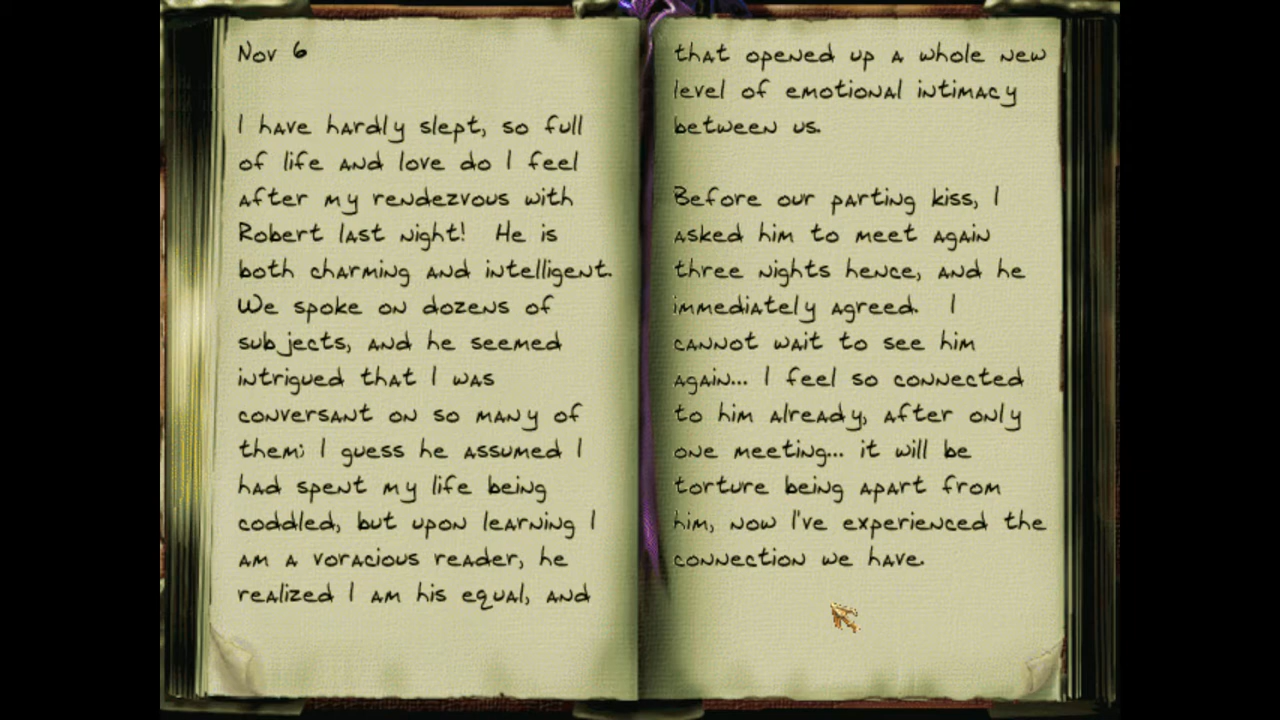 Nov 6
I have hardly slept, so full
of life and love do I feel
after my rendezvous with
Robert last night! He is
both charming and intelligent.
We spoke on dozens of
subjects, and he seemed
intrigued that I was
conversant on so many of
them; I guess he assumed I
had spent my life being
coddled, but upon learning I
am a voracious reader, he
realized I am his equal, and
that opened up a whole new
level of emotional intimacy
between us.
Before our parting kiss, I
asked him to meet again
three nights hence, and he
immediately agreed. I
cannot wait to see him
again... I feel so connected
to him already, after only
one meeting... it will be
torture being apart from
him, now I've experienced the
connection we have.